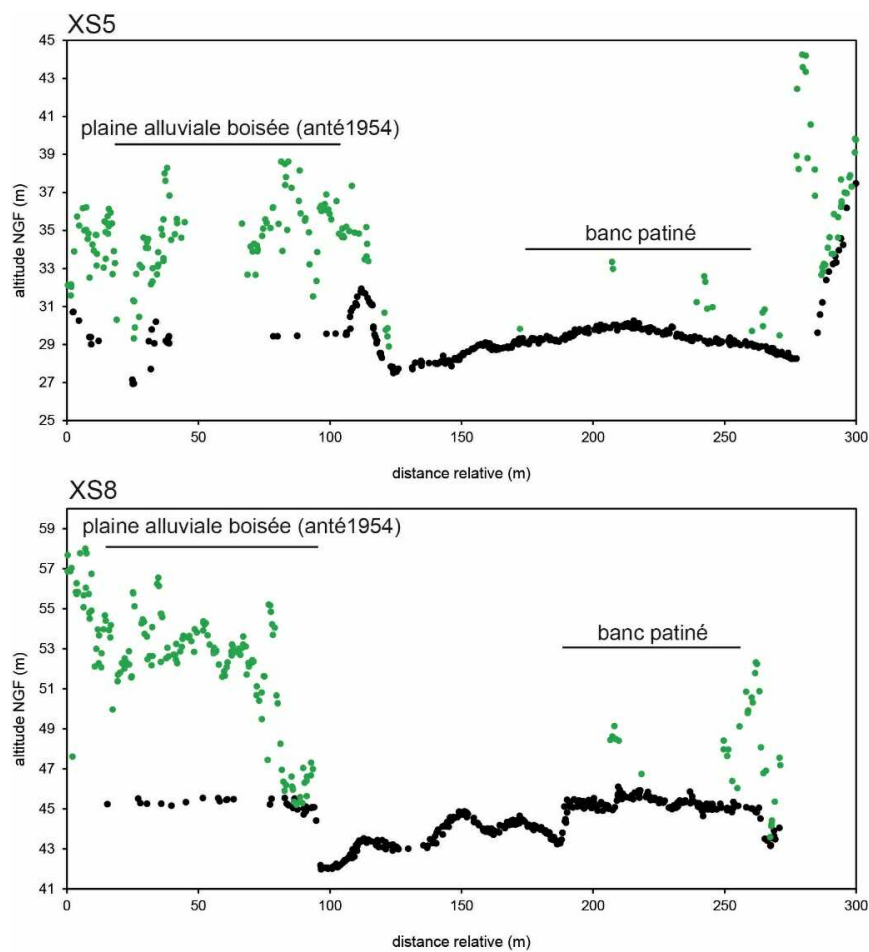 XS5
45
43
41
39
37
35
33
31
29
27
25
altitude NGF (m)
plaine alluviale boisée (anté1954)
banc patiné
0 50 100 150 200 250 300
distance relative (m)
XS8
59
57
55
53
51
49
47
45
43
41
altitude NGF (m)
plaine alluviale boisée (anté1954)
banc patiné
0 50 100 150 200 250 300
distance relative (m)